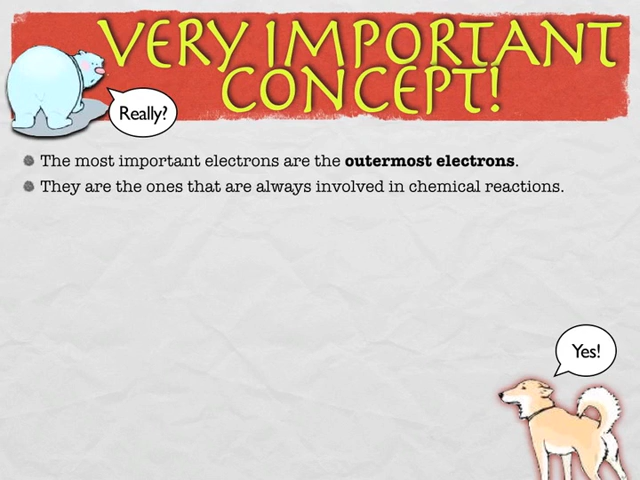 VERY IMPORTANT
CONCEPT!
Really?
The most important electrons are the outermost electrons.
They are the ones that are always involved in chemical reactions.
Yes!